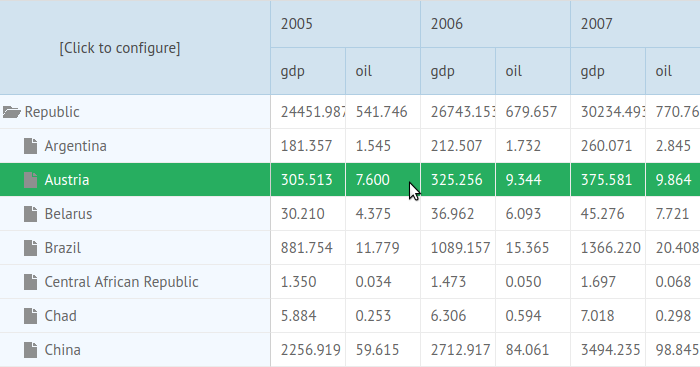 [Click to configure] 2005 2006 2007
gdp oil gdp oil gdp oil
Republic 24451.987 541.746 26743.153 679.657 30234.493 770.76
Argentina 181.357 1.545 212.507 1.732 260.071 2.845
Austria 305.513 7.600 325.256 9.344 375.581 9.864
Belarus 30.210 4.375 36.962 6.093 45.276 7.721
Brazil 881.754 11.779 1089.157 15.365 1366.220 20.408
Central African Republic 1.350 0.034 1.473 0.050 1.697 0.068
Chad 5.884 0.253 6.306 0.594 7.018 0.298
China 2256.919 59.615 2712.917 84.061 3494.235 98.845